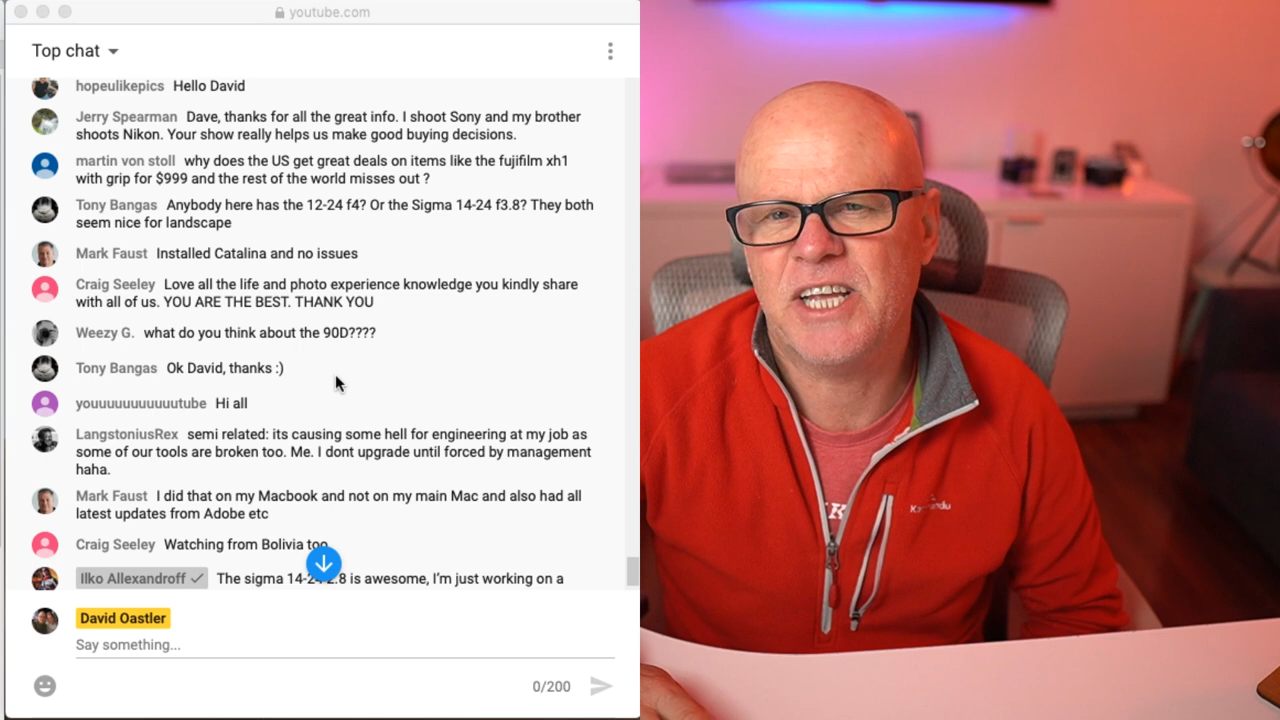 youtube.com
Top chat
hopeulikepics Hello David
Jerry Spearman Dave, thanks for all the great info. I shoot Sony and my brother
shoots Nikon. Your show really helps us make good buying decisions.
martin von stoll why does the US get great deals on items like the fujifilm xh1
with grip for $999 and the rest of the world misses out ?
Tony Bangas Anybody here has the 12-24 f4? Or the Sigma 14-24 f3.8? They both
seem nice for landscape
Mark Faust Installed Catalina and no issues
Craig Seeley Love all the life and photo experience knowledge you kindly share
with all of us. YOU ARE THE BEST. THANK YOU
Weezy G. what do you think about the 90D????
Tony Bangas Ok David, thanks :)
youuuuuuuuuutube Hi all
LangstoniusRex semi related: its causing some hell for engineering at my job as
some of our tools are broken too. Me. I dont upgrade until forced by management
haha.
Mark Faust I did that on my Macbook and not on my main Mac and also had all
latest updates from Adobe etc
Craig Seeley Watching from Bolivia too
Ilko Allexandroff The sigma 14-24 2.8 is awesome, I'm just working on a
David Oastler
Say something...
0/200